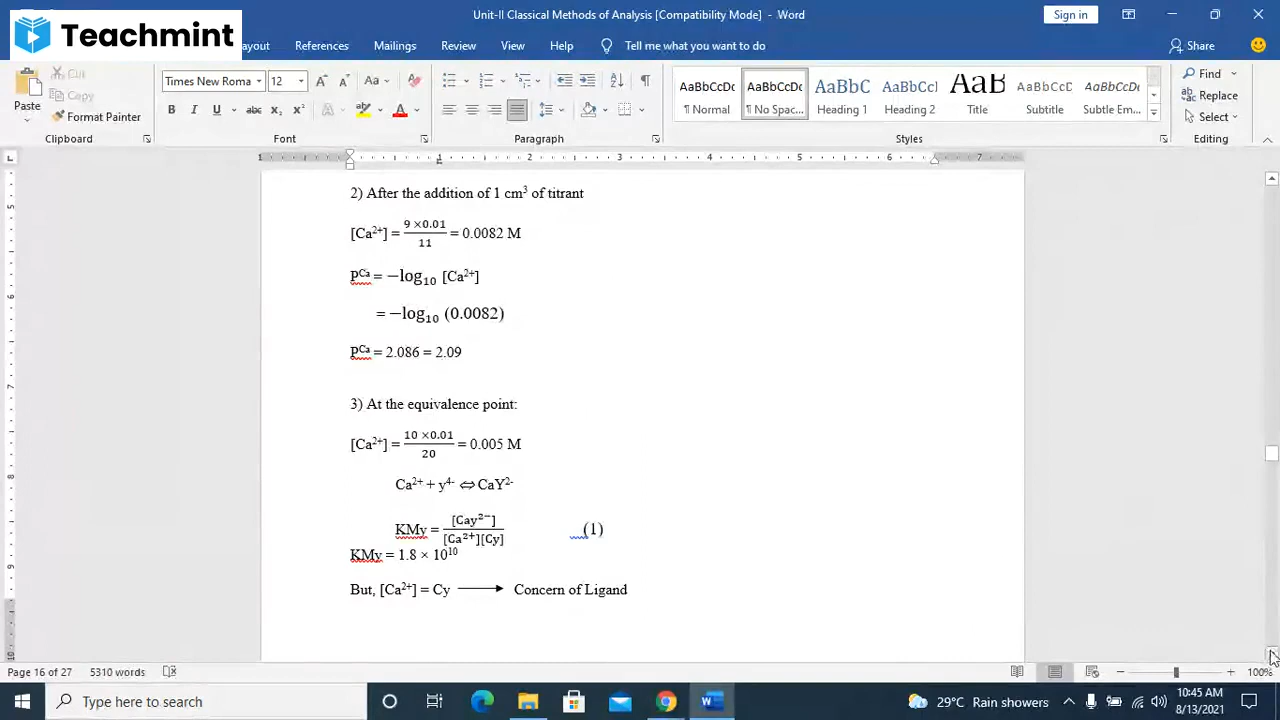 Unit-II Classical Methods of Analysis [Compatibility Mode] - Word
Sign in
Teachmint
ayout References Mailings Review View Help Tell me what you want to do Share
Paste Cut Copy Format Painter
Times New Roma 12
AaBbCcDc AaBbCcDc AaBbC AaBbCc AaB AaBbCcDc AaBbCcDc
¶ Normal ¶ No Spac... Heading 1 Heading 2 Title Subtitle Subtle Em...
Find Replace Select
Clipboard Font Paragraph Styles Editing
2) After the addition of 1 cm³ of titrant
[Ca²⁺] = 9 ×0.01 / 11 = 0.0082 M
P^Ca = −log₁₀ [Ca²⁺]
= −log₁₀ (0.0082)
P^Ca = 2.086 = 2.09
3) At the equivalence point:
[Ca²⁺] = 10 ×0.01 / 20 = 0.005 M
Ca²⁺ + y⁴⁻ ⇔ CaY²⁻
KMy = [Cay²⁻] / [Ca²⁺][Cy] (1)
KMy = 1.8 × 10¹⁰
But, [Ca²⁺] = Cy ⟶ Concern of Ligand
Page 16 of 27 5310 words 100%
Type here to search
29°C Rain showers
10:45 AM
8/13/2021